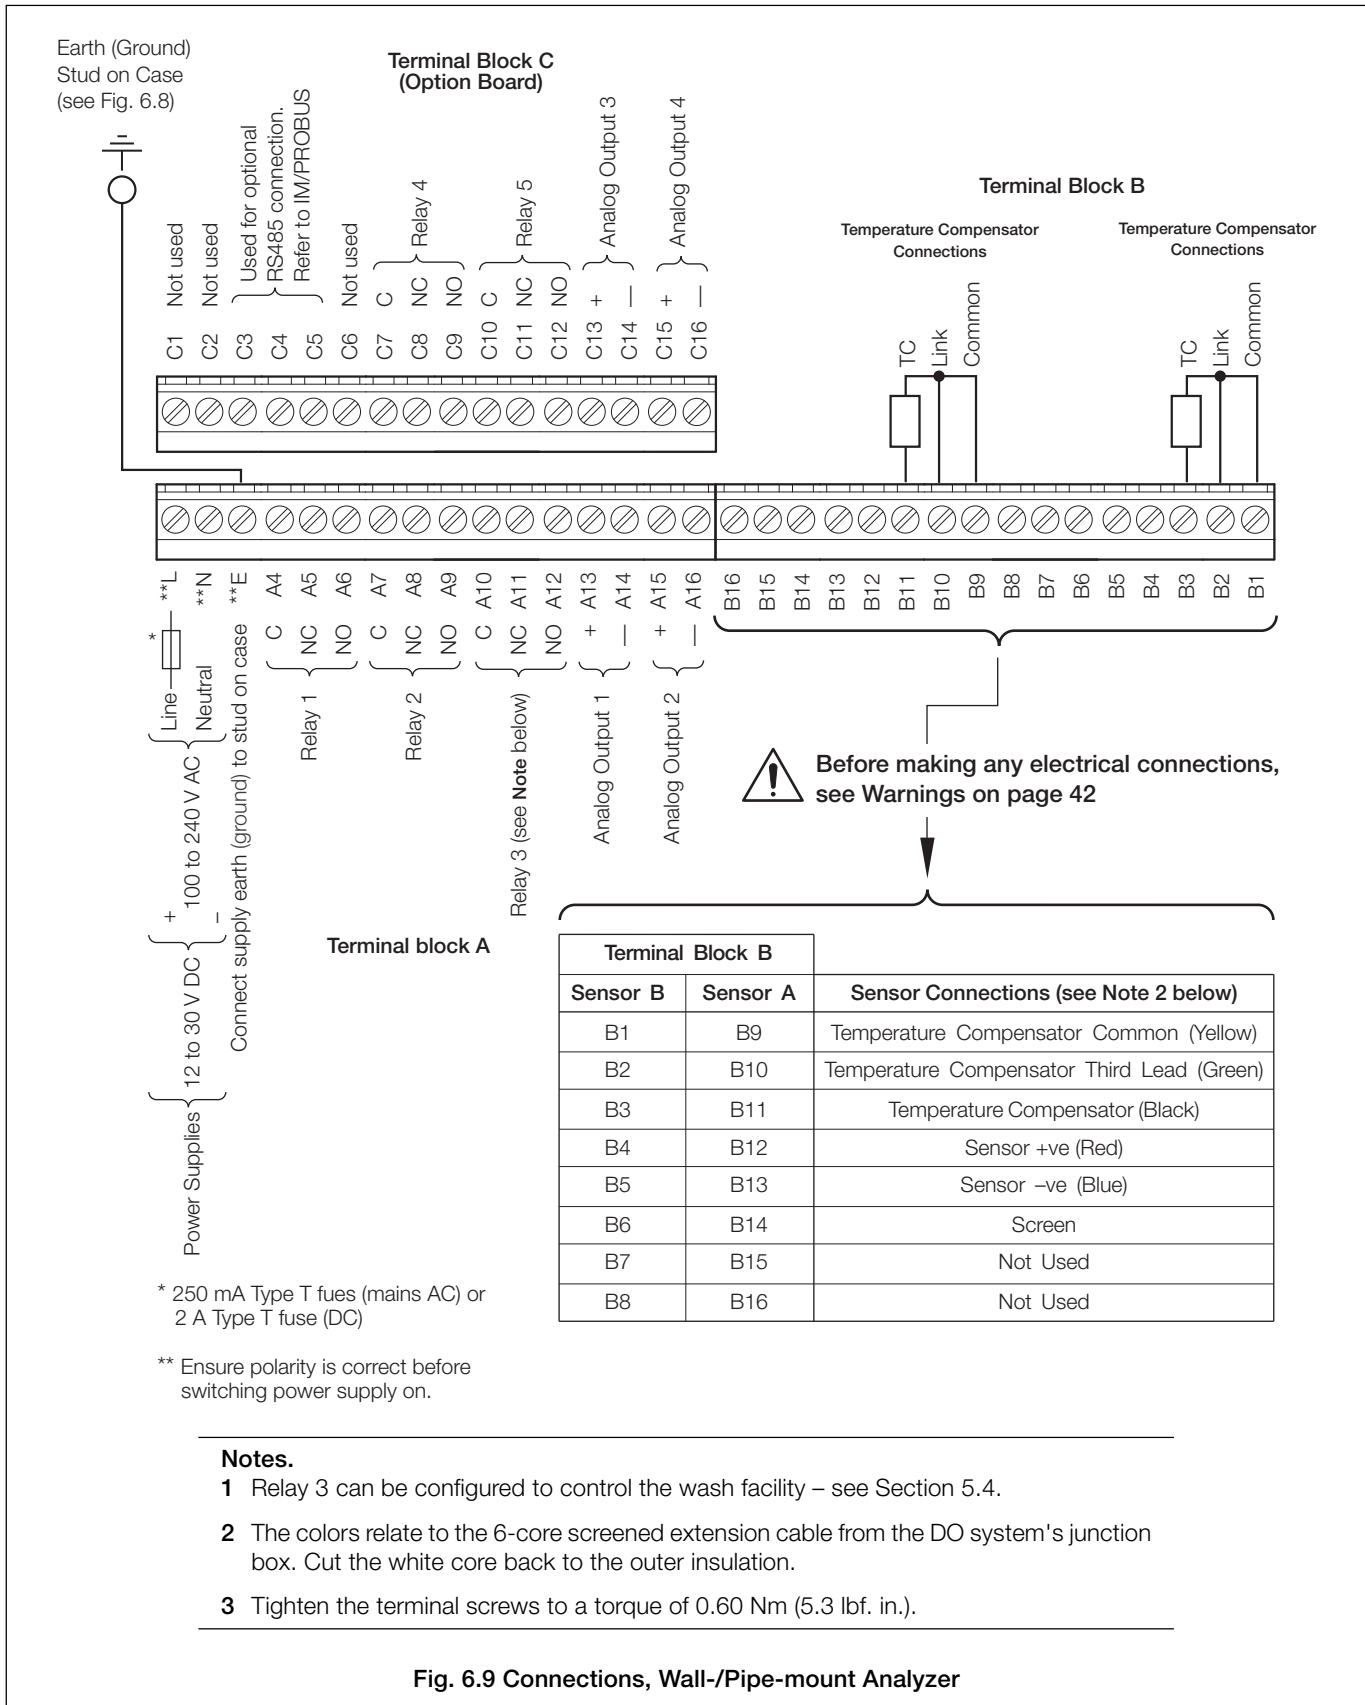 Earth (Ground)
Stud on Case
(see Fig. 6.8)
Terminal Block C
(Option Board)
Not used
Not used
Used for optional
RS485 connection.
Refer to IM/PROBUS
Not used
C
NC
NO
Relay 4
C
NC
NO
Relay 5
+
—
Analog Output 3
+
—
Analog Output 4
C1
C2
C3
C4
C5
C6
C7
C8
C9
C10
C11
C12
C13
C14
C15
C16
Terminal Block B
Temperature Compensator
Connections
TC
Link
Common
Temperature Compensator
Connections
TC
Link
Common
**L
**N
**E
A4
A5
A6
A7
A8
A9
A10
A11
A12
A13
A14
A15
A16
B16
B15
B14
B13
B12
B11
B10
B9
B8
B7
B6
B5
B4
B3
B2
B1
*
Line
Neutral
100 to 240 V AC
+
–
12 to 30 V DC
Power Supplies
Connect supply earth (ground) to stud on case
C
NC
NO
Relay 1
C
NC
NO
Relay 2
C
NC
NO
Relay 3 (see Note below)
+
—
Analog Output 1
+
—
Analog Output 2
Before making any electrical connections,
see Warnings on page 42
Terminal block A
Terminal Block B
Sensor B Sensor A Sensor Connections (see Note 2 below)
B1 B9 Temperature Compensator Common (Yellow)
B2 B10 Temperature Compensator Third Lead (Green)
B3 B11 Temperature Compensator (Black)
B4 B12 Sensor +ve (Red)
B5 B13 Sensor –ve (Blue)
B6 B14 Screen
B7 B15 Not Used
B8 B16 Not Used
* 250 mA Type T fues (mains AC) or
2 A Type T fuse (DC)
** Ensure polarity is correct before
switching power supply on.
Notes.
1 Relay 3 can be configured to control the wash facility – see Section 5.4.
2 The colors relate to the 6-core screened extension cable from the DO system's junction
box. Cut the white core back to the outer insulation.
3 Tighten the terminal screws to a torque of 0.60 Nm (5.3 lbf. in.).
Fig. 6.9 Connections, Wall-/Pipe-mount Analyzer